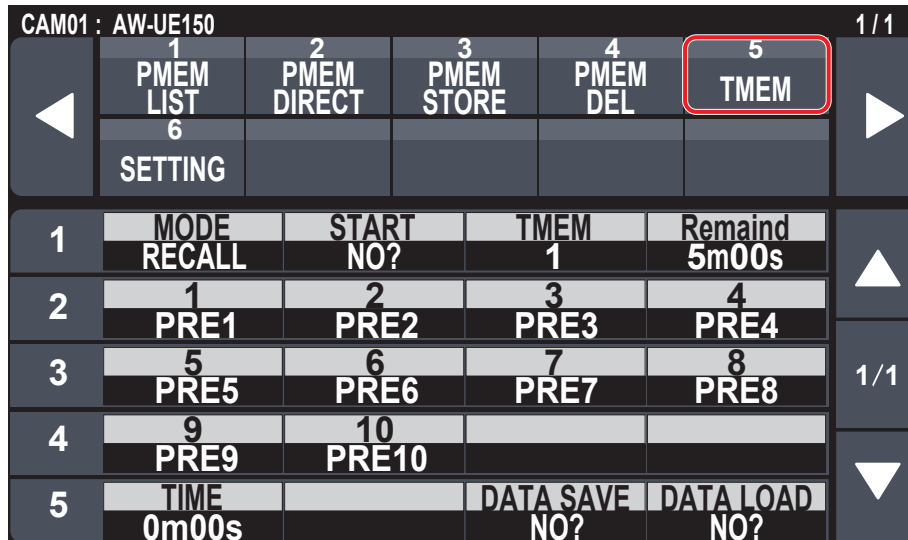 CAM01 : AW-UE150 1 / 1
1 2 3 4 5
PMEM LIST PMEM DIRECT PMEM STORE PMEM DEL TMEM
6
SETTING
1 MODE START TMEM Remaind
RECALL NO? 1 5m00s
2 1 2 3 4
PRE1 PRE2 PRE3 PRE4
3 5 6 7 8 1/1
PRE5 PRE6 PRE7 PRE8
4 9 10
PRE9 PRE10
5 TIME DATA SAVE DATA LOAD
0m00s NO? NO?